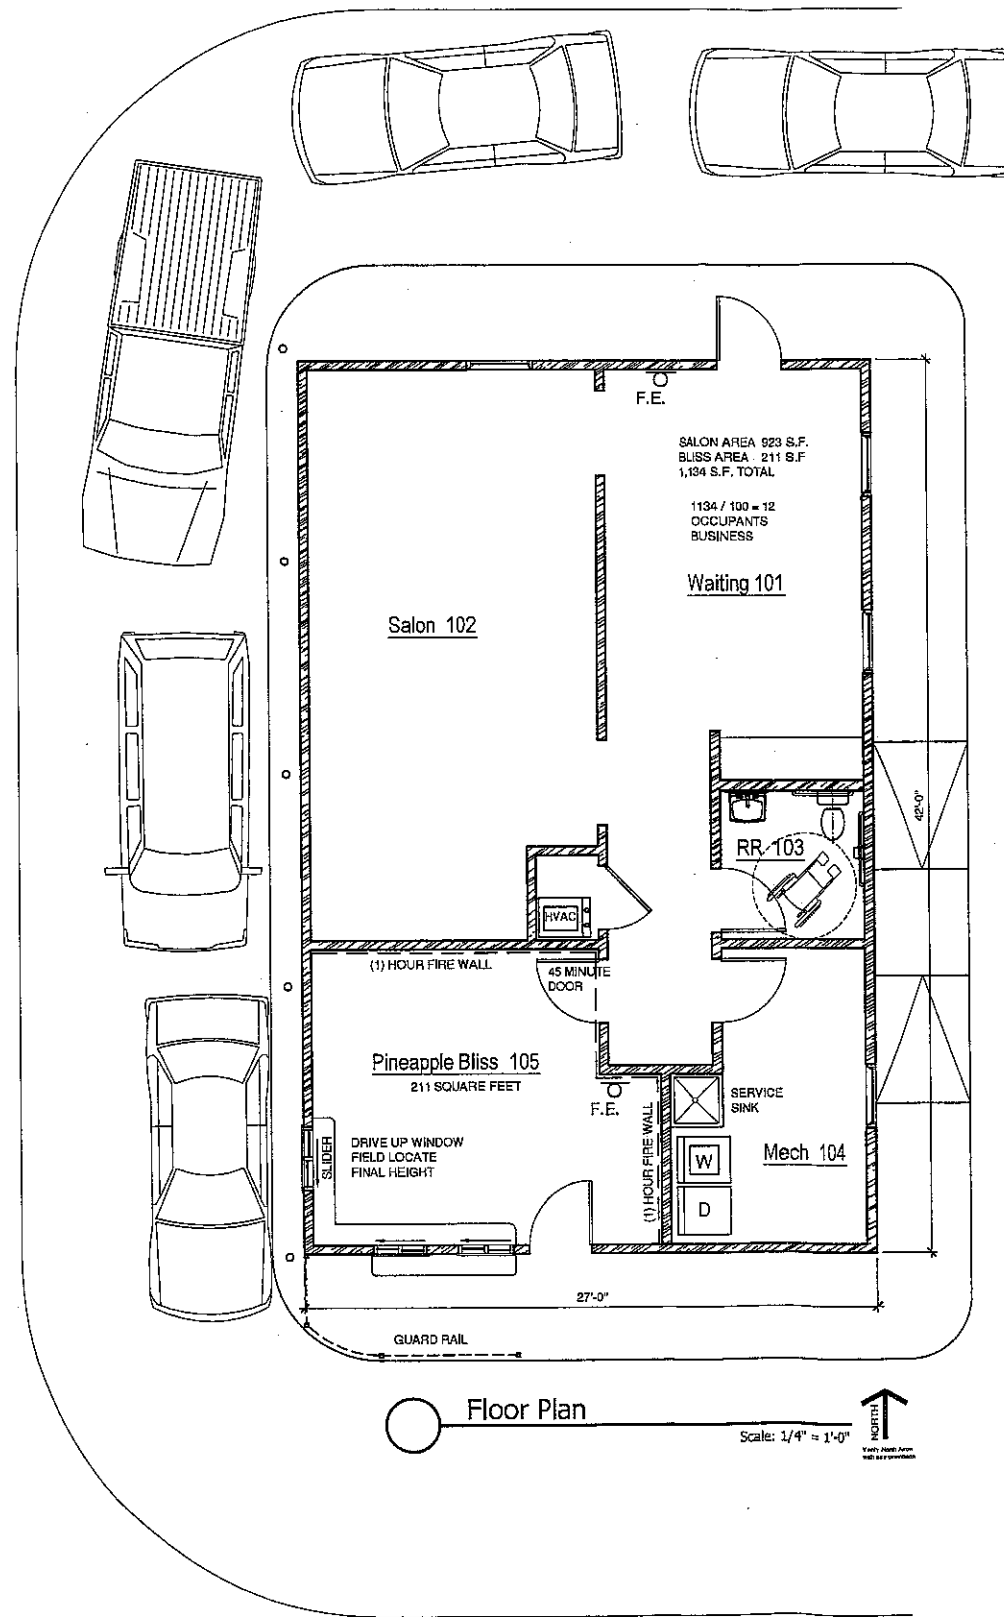 F.E.
SALON AREA 923 S.F.
BLISS AREA - 211 S.F
1,134 S.F. TOTAL
1134 / 100 = 12
OCCUPANTS
BUSINESS
Waiting 101
Salon 102
42'-0"
RR 103
HVAC
(1) HOUR FIRE WALL
45 MINUTE
DOOR
Pineapple Bliss 105
211 SQUARE FEET
F.E.
SERVICE
SINK
(1) HOUR FIRE WALL
SLIDER
DRIVE UP WINDOW
FIELD LOCATE
FINAL HEIGHT
W
Mech 104
D
27'-0"
GUARD RAIL
Floor Plan
Scale: 1/4" = 1'-0"
NORTH
Verify North Arrow